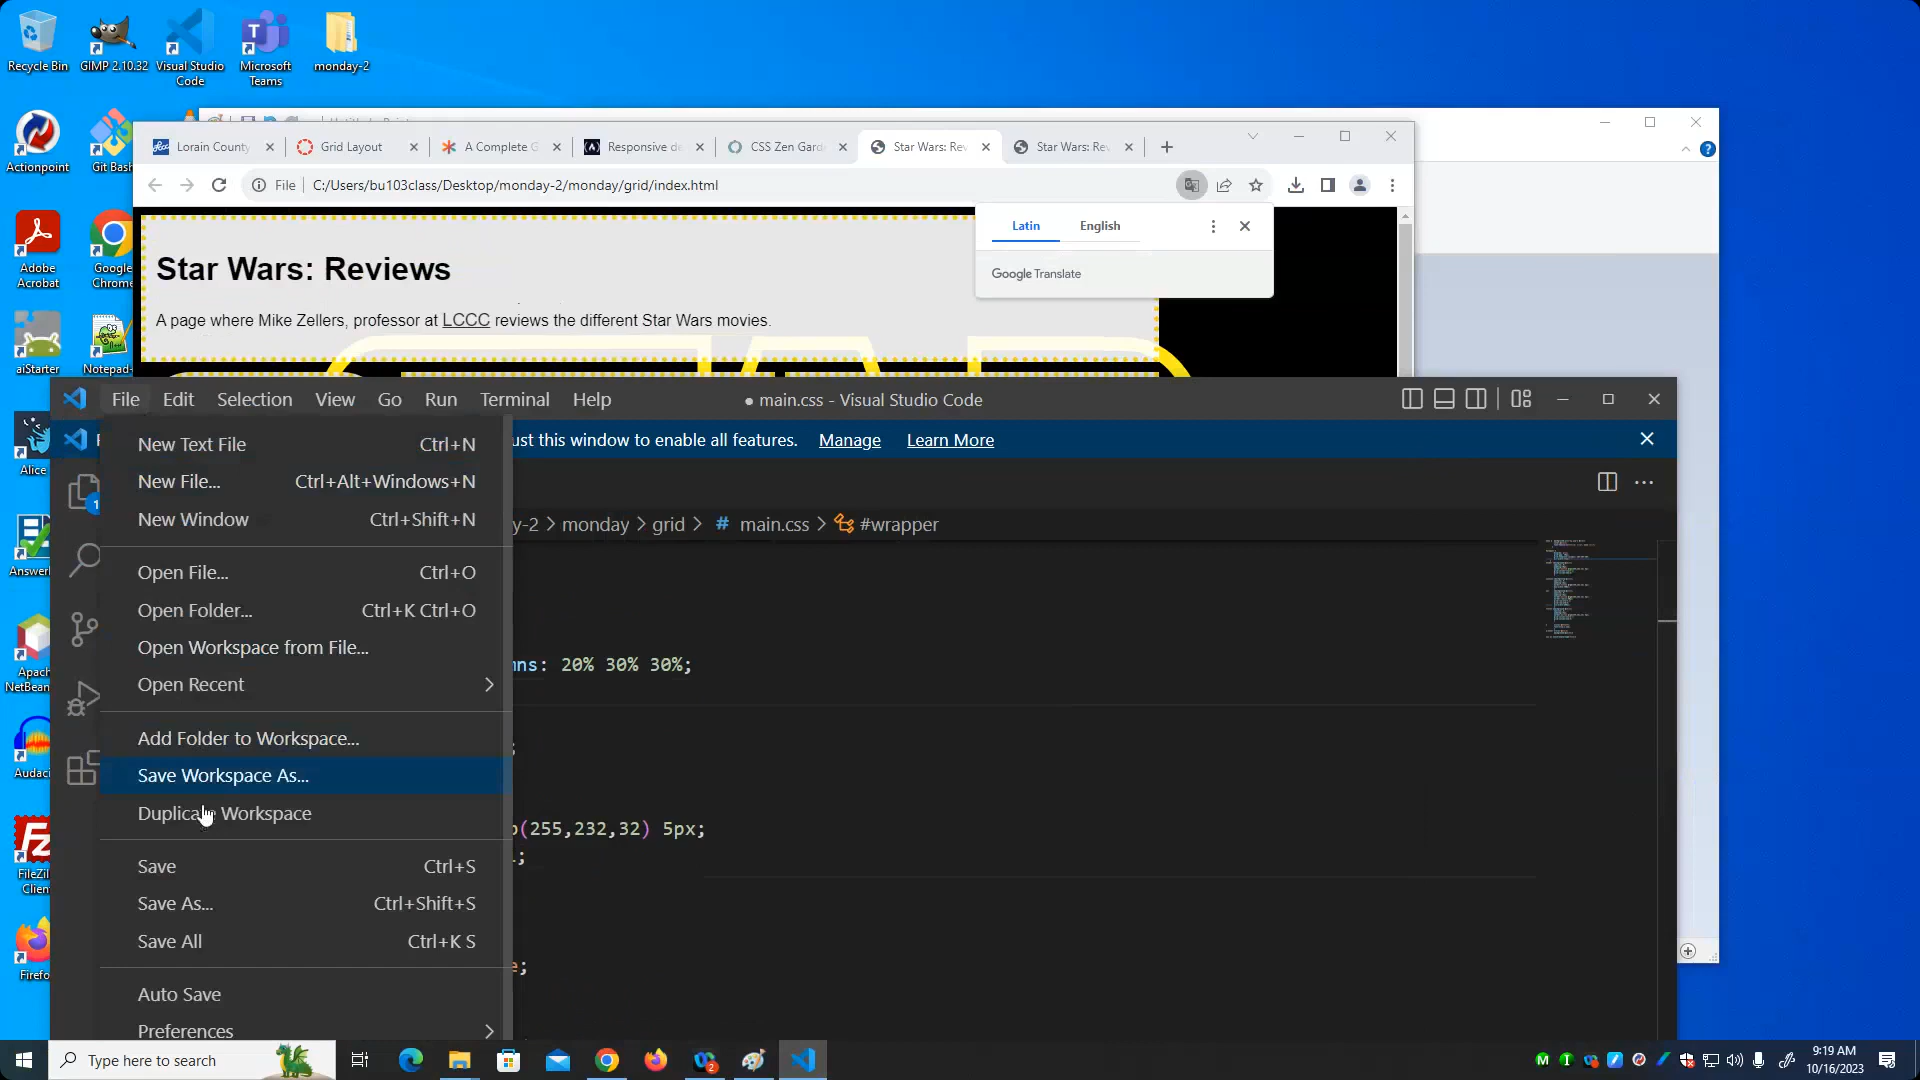 Recycle Bin
GIMP 2.10.32
Visual Studio
Code
Microsoft
Teams
monday-2
Actionpoint
Git Bash
Adobe
Acrobat
Google
Chrome
aiStarter
Notepad
Alice
Apach
NetBean
Audaci
FileZil
Clien
Firefo
Lorain County
Grid Layout
A Complete G
Responsive de
CSS Zen Gard
Star Wars: Rev
Star Wars: Rev
File
C:/Users/bu103class/Desktop/monday-2/monday/grid/index.html
Latin
English
Google Translate
Star Wars: Reviews
A page where Mike Zellers, professor at LCCC reviews the different Star Wars movies.
File Edit Selection View Go Run Terminal Help
● main.css - Visual Studio Code
ust this window to enable all features. Manage Learn More
1
New Text File Ctrl+N
New File... Ctrl+Alt+Windows+N
New Window Ctrl+Shift+N
Open File... Ctrl+O
Open Folder... Ctrl+K Ctrl+O
Open Workspace from File...
Open Recent
Add Folder to Workspace...
Save Workspace As...
Duplicate Workspace
Save Ctrl+S
Save As... Ctrl+Shift+S
Save All Ctrl+K S
Auto Save
Preferences
y-2 > monday > grid > # main.css > #wrapper
ns: 20% 30% 30%;
;
(255,232,32) 5px;
;
e;
Type here to search
2
9:19 AM
10/16/2023